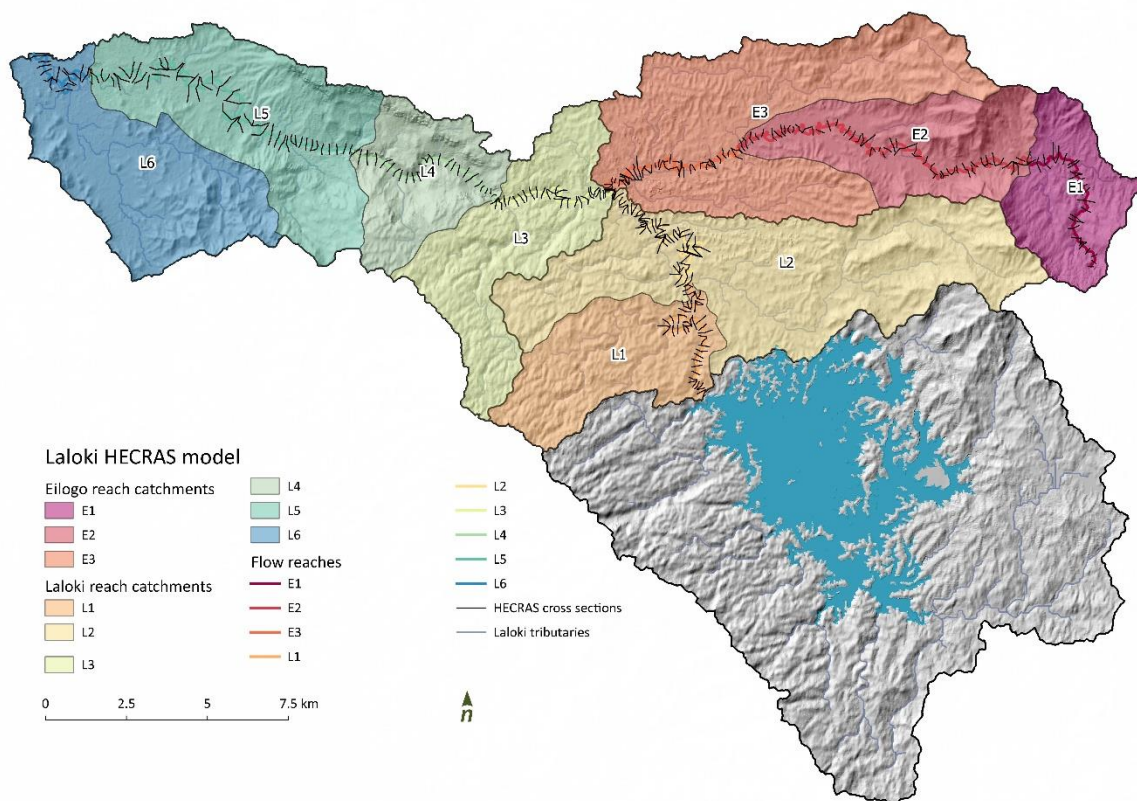 E3
L5
E2
L6
L4
E1
L3
L2
L1
Laloki HECRAS model
Eilogo reach catchments
E1
E2
E3
Laloki reach catchments
L1
L2
L3
L4
L5
L6
Flow reaches
E1
E2
E3
L1
L2
L3
L4
L5
L6
HECRAS cross sections
Laloki tributaries
0 2.5 5 7.5 km
n